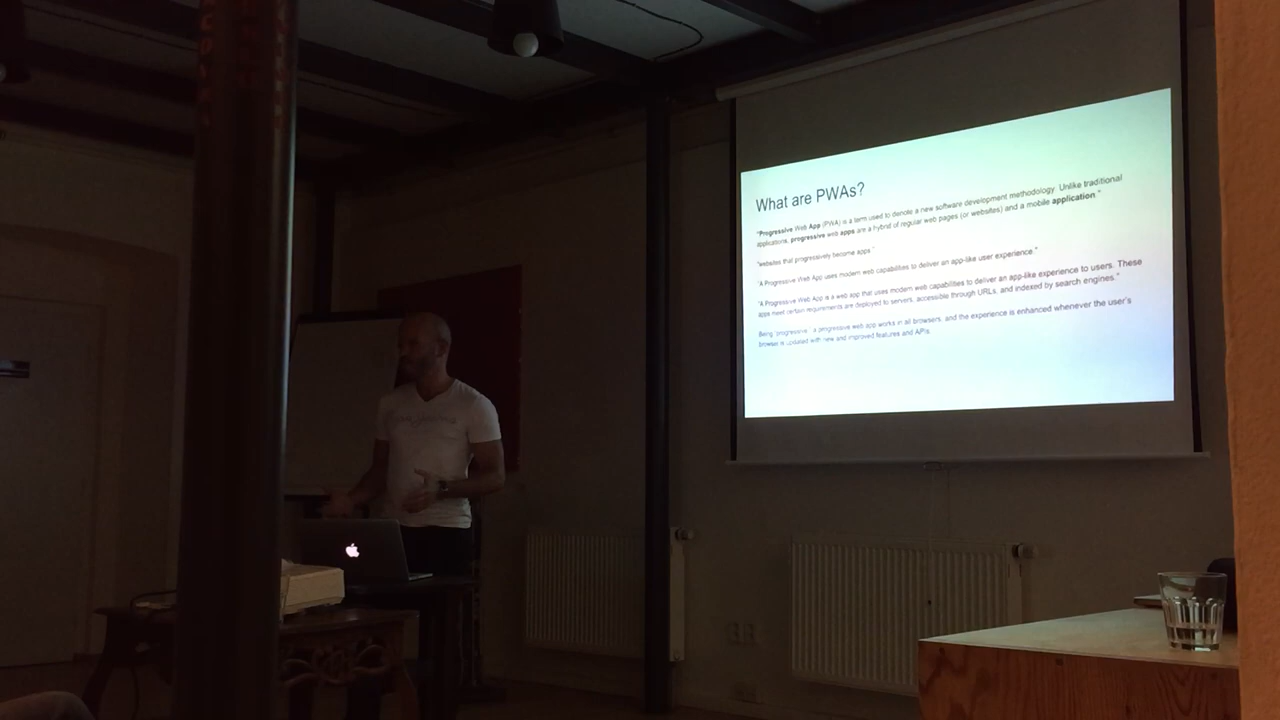 What are PWAs?
"Progressive Web App (PWA) is a term used to denote a new software development methodology. Unlike traditional
applications, progressive web apps are a hybrid of regular web pages (or websites) and a mobile application."
"websites that progressively become apps"
"A Progressive Web App uses modern web capabilities to deliver an app-like user experience."
"A Progressive Web App is a web app that uses modern web capabilities to deliver an app-like experience to users. These
apps meet certain requirements are deployed to servers, accessible through URLs, and indexed by search engines."
Being "progressive", a progressive web app works in all browsers, and the experience is enhanced whenever the user's
browser is updated with new and improved features and APIs.